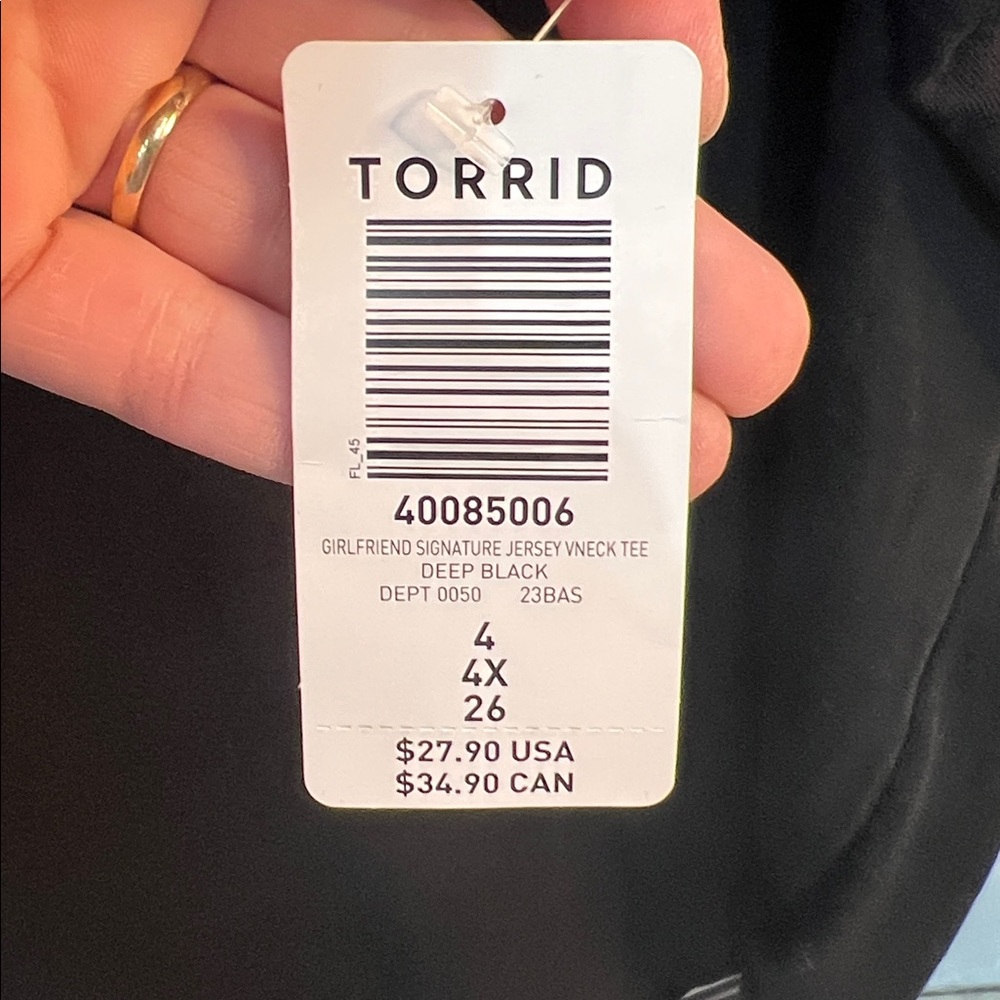 TORRID
FL_45
40085006
GIRLFRIEND SIGNATURE JERSEY VNECK TEE
DEEP BLACK
DEPT 0050 23BAS
4
4X
26
$27.90 USA
$34.90 CAN